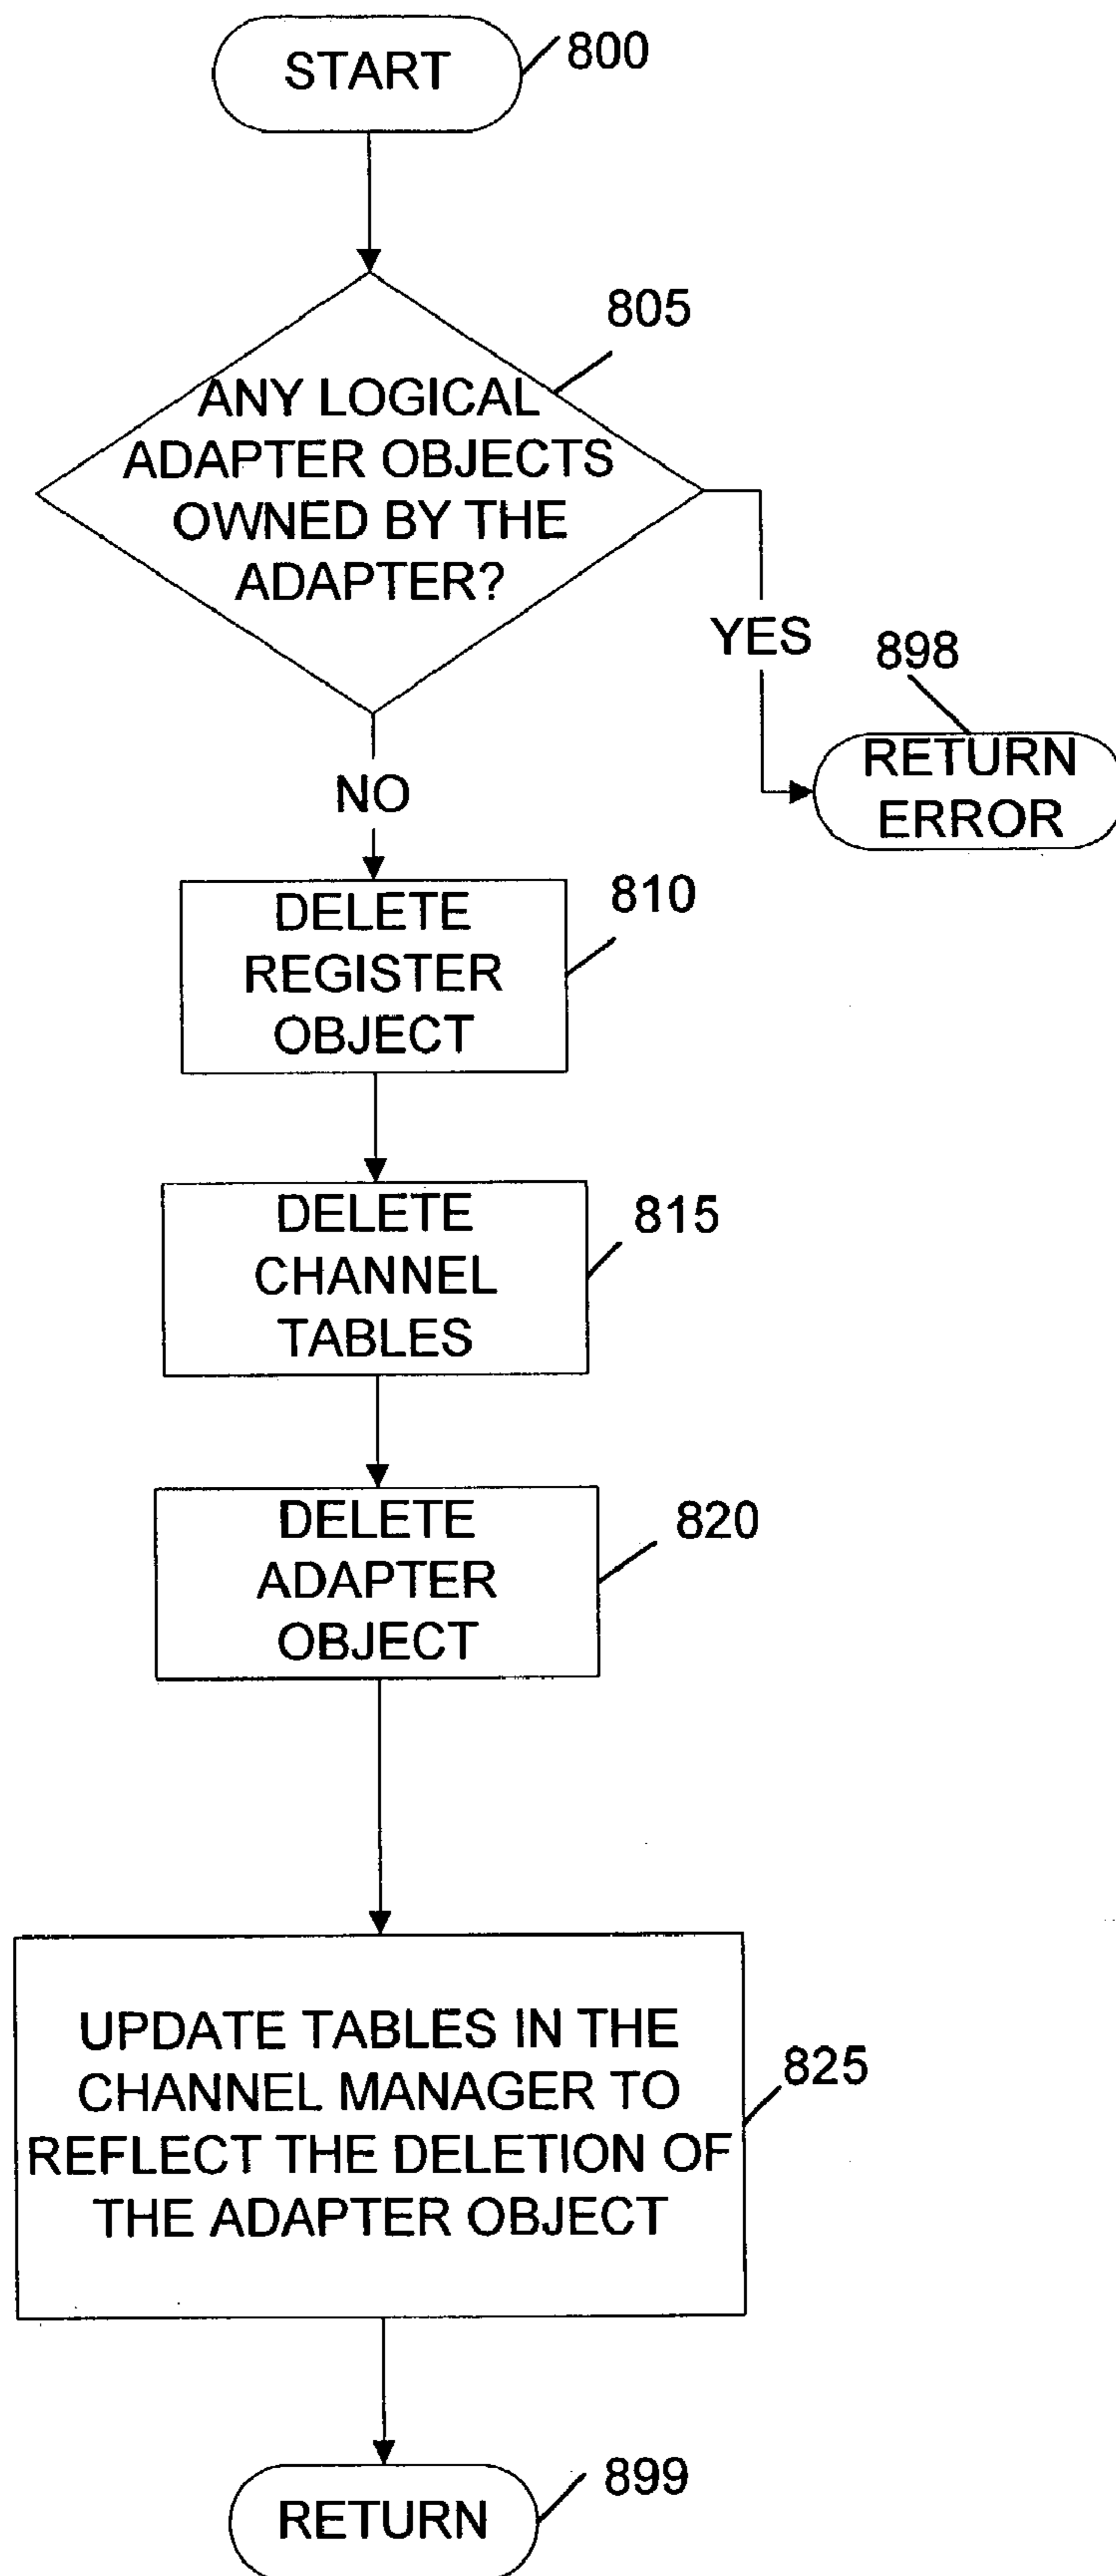 START
800
805
ANY LOGICAL
ADAPTER OBJECTS
OWNED BY THE
ADAPTER?
YES
898
RETURN
ERROR
NO
810
DELETE
REGISTER
OBJECT
815
DELETE
CHANNEL
TABLES
820
DELETE
ADAPTER
OBJECT
UPDATE TABLES IN THE
CHANNEL MANAGER TO
REFLECT THE DELETION OF
THE ADAPTER OBJECT
825
RETURN
899